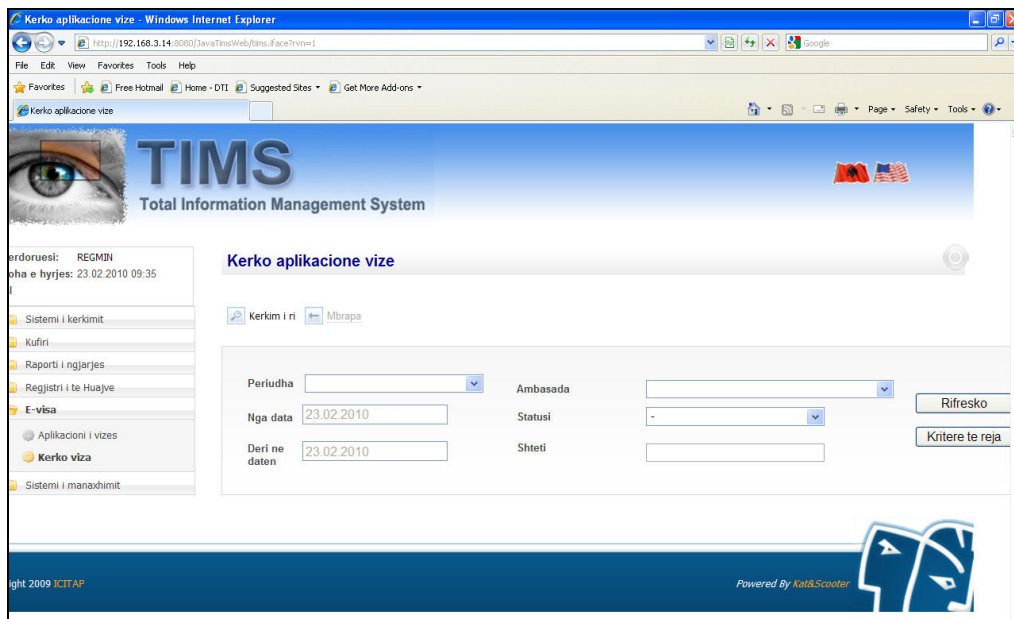 Kerko aplikacione vize - Windows Internet Explorer
http://192.168.3.14:8080/JavaTimsWeb/tims.iface?rvn=1
Google
File Edit View Favorites Tools Help
Favorites Free Hotmail Home - DTI Suggested Sites Get More Add-ons
Kerko aplikacione vize
Page Safety Tools
TIMS
Total Information Management System
erdoruesi: REGMIN
oha e hyrjes: 23.02.2010 09:35
Kerko aplikacione vize
Kerkim i ri Mbrapa
Sistemi i kerkimit
Kufiri
Raporti i ngjarjes
Regjistri i te Huajve
E-visa
Aplikacioni i vizes
Kerko viza
Sistemi i manaxhimit
Periudha
Nga data 23.02.2010
Deri ne
daten
23.02.2010
Ambasada
Statusi -
Shteti
Rifresko
Kritere te reja
ight 2009 ICITAP
Powered By Kat&Scooter